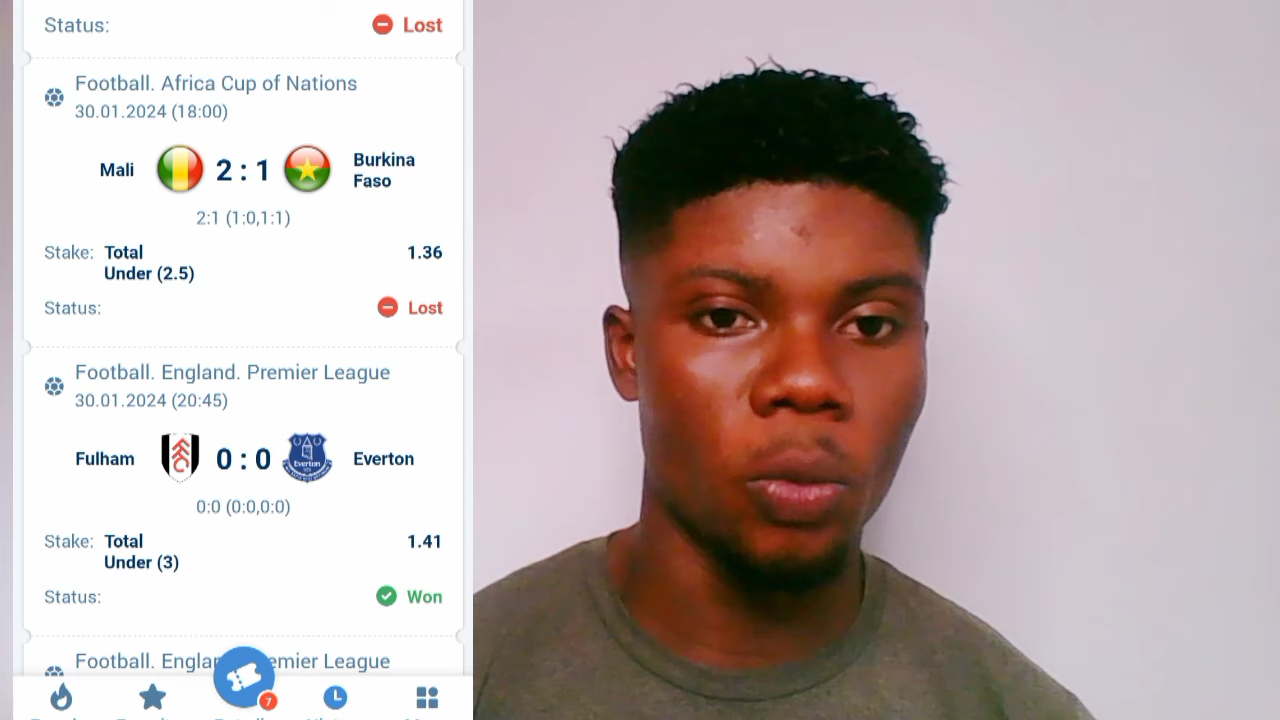 Status: Lost
Football. Africa Cup of Nations
30.01.2024 (18:00)
Mali 2 : 1 Burkina
Faso
2:1 (1:0,1:1)
Stake: Total 1.36
Under (2.5)
Status: Lost
Football. England. Premier League
30.01.2024 (20:45)
Fulham 0 : 0 Everton
Everton
0:0 (0:0,0:0)
Stake: Total 1.41
Under (3)
Status: Won
Football. England. Premier League
7